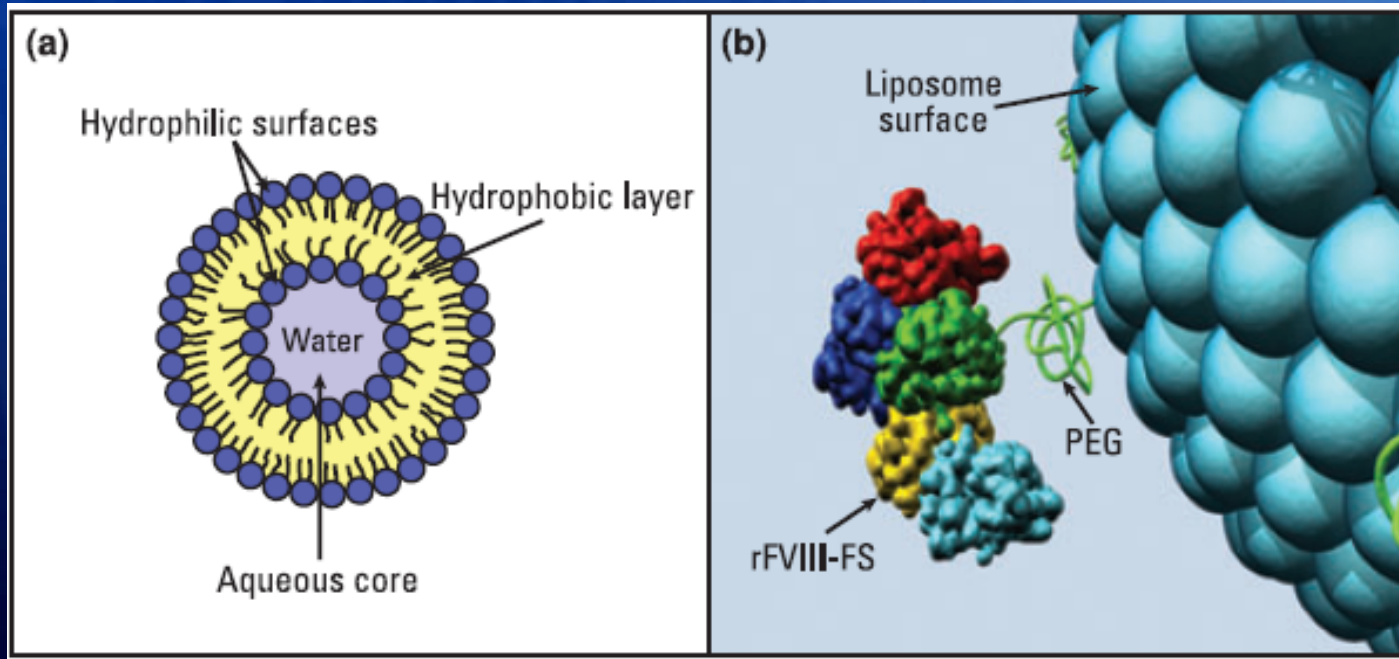 (a)
Hydrophilic surfaces
Hydrophobic layer
Water
Aqueous core
(b)
Liposome
surface
PEG
rFVIII-FS